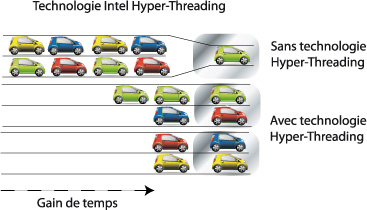 Technologie Intel Hyper-Threading
Sans technologie
Hyper-Threading
Avec technologie
Hyper-Threading
Gain de temps